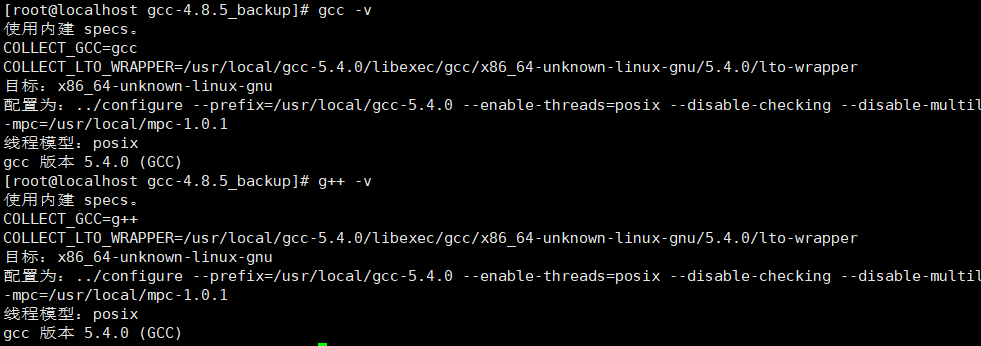 [root@localhost gcc-4.8.5_backup]# gcc -v
使用内建 specs。
COLLECT_GCC=gcc
COLLECT_LTO_WRAPPER=/usr/local/gcc-5.4.0/libexec/gcc/x86_64-unknown-linux-gnu/5.4.0/lto-wrapper
目标：x86_64-unknown-linux-gnu
配置为：../configure --prefix=/usr/local/gcc-5.4.0 --enable-threads=posix --disable-checking --disable-multil
-mpc=/usr/local/mpc-1.0.1
线程模型：posix
gcc 版本 5.4.0 (GCC)
[root@localhost gcc-4.8.5_backup]# g++ -v
使用内建 specs。
COLLECT_GCC=g++
COLLECT_LTO_WRAPPER=/usr/local/gcc-5.4.0/libexec/gcc/x86_64-unknown-linux-gnu/5.4.0/lto-wrapper
目标：x86_64-unknown-linux-gnu
配置为：../configure --prefix=/usr/local/gcc-5.4.0 --enable-threads=posix --disable-checking --disable-multil
-mpc=/usr/local/mpc-1.0.1
线程模型：posix
gcc 版本 5.4.0 (GCC)